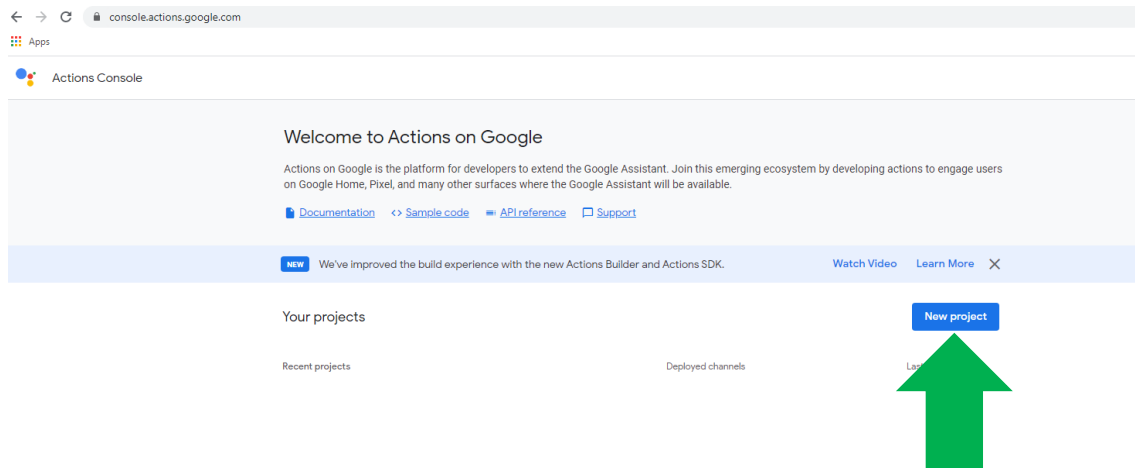 console.actions.google.com
Apps
Actions Console
Welcome to Actions on Google
Actions on Google is the platform for developers to extend the Google Assistant. Join this emerging ecosystem by developing actions to engage users
on Google Home, Pixel, and many other surfaces where the Google Assistant will be available.
Documentation <> Sample code API reference Support
NEW We've improved the build experience with the new Actions Builder and Actions SDK. Watch Video Learn More
Your projects New project
Recent projects Deployed channels